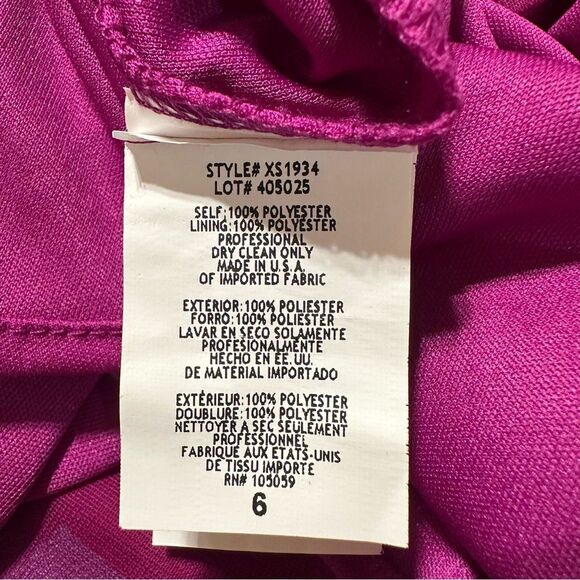 STYLE# XS1934
LOT# 405025
SELF:100% POLYESTER
LINING:100% POLYESTER
PROFESSIONAL
DRY CLEAN ONLY
MADE IN U.S.A.
OF IMPORTED FABRIC
EXTERIOR:100% POLIESTER
FORRO:100% POLIESTER
LAVAR EN SECO SOLAMENTE
PROFESIONALMENTE
HECHO EN EE.UU.
DE MATERIAL IMPORTADO
EXTÉRIEUR:100% POLYESTER
DOUBLURE:100% POLYESTER
NETTOYER A SEC SEULEMENT
PROFESSIONNEL
FABRIQUE AUX ETATS-UNIS
DE TISSU IMPORTE
RN# 105059
6